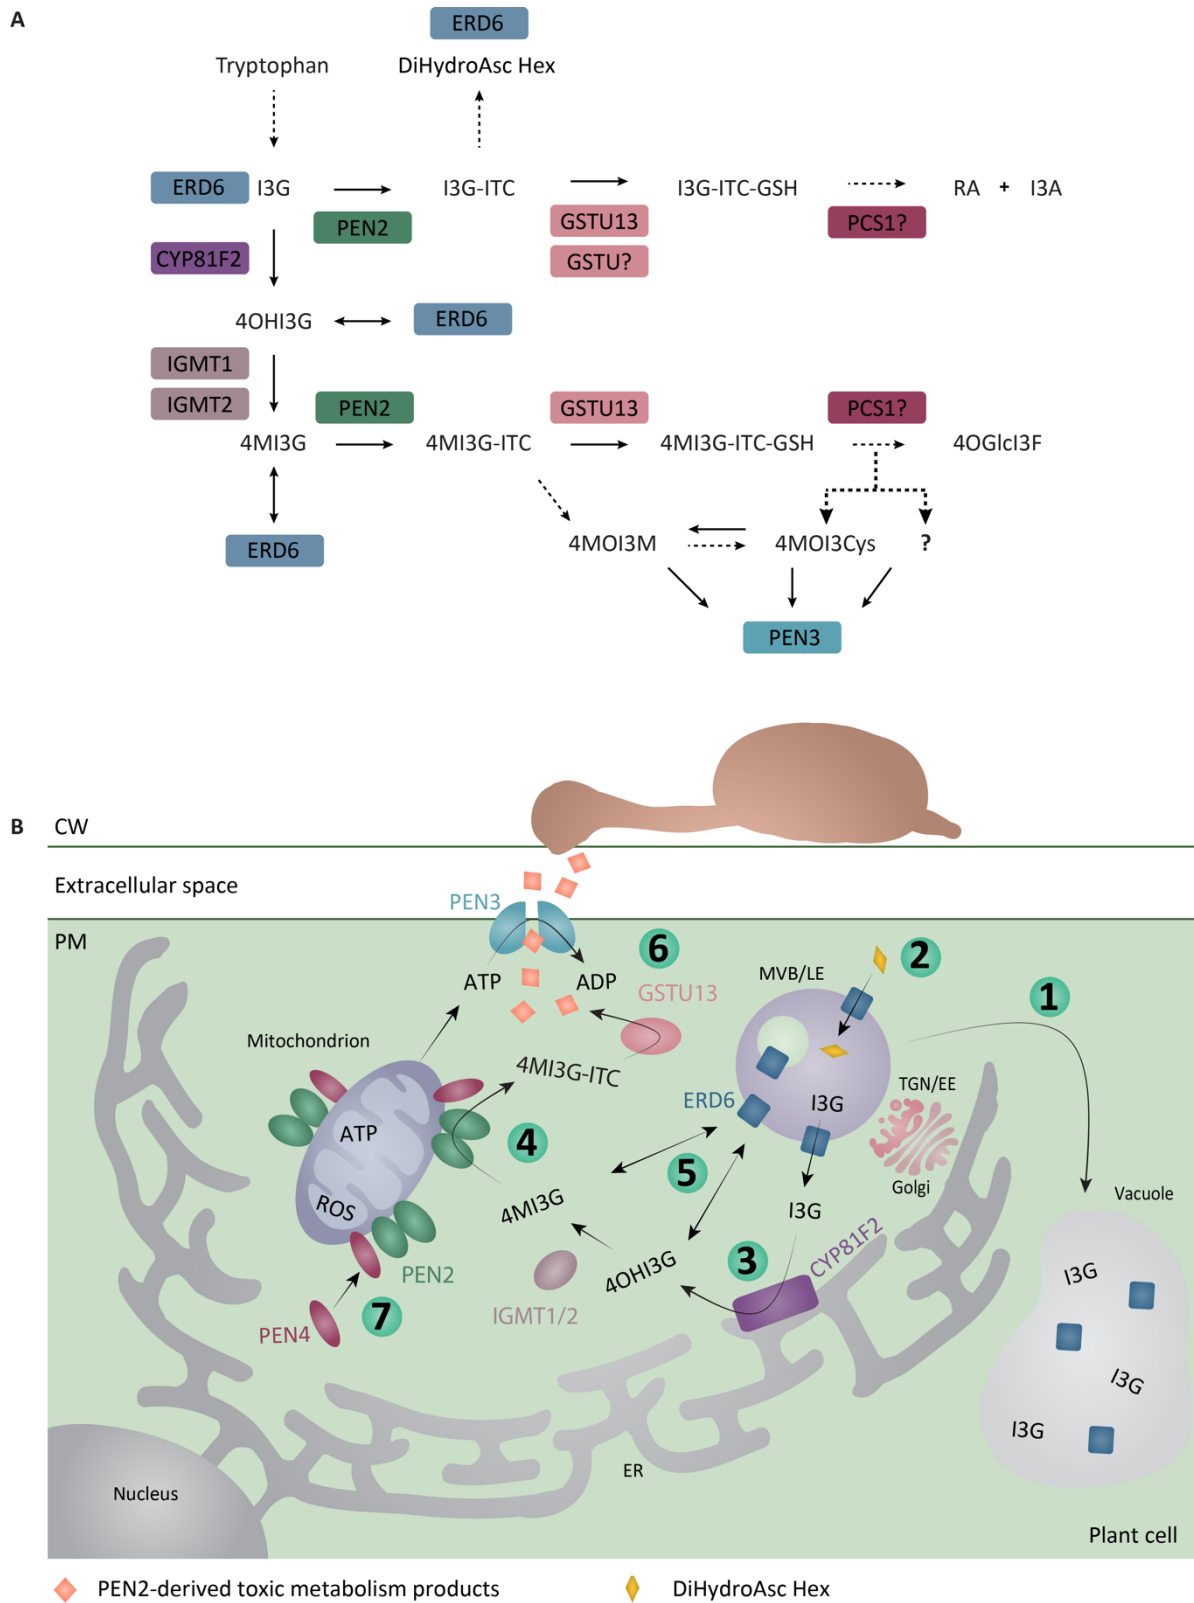 A
ERD6
Tryptophan
DiHydroAsc Hex
ERD6
I3G
I3G-ITC
I3G-ITC-GSH
RA + I3A
PEN2
GSTU13
PCS1?
CYP81F2
GSTU?
4OHI3G
ERD6
IGMT1
IGMT2
PEN2
GSTU13
PCS1?
4MI3G
4MI3G-ITC
4MI3G-ITC-GSH
4OGlcI3F
ERD6
4MOI3M
4MOI3Cys
?
PEN3
B
CW
Extracellular space
PEN3
PM
6
2
MVB/LE
ATP
ADP
GSTU13
1
Mitochondrion
4MI3G-ITC
TGN/EE
ERD6
I3G
ATP
4
5
Golgi
ROS
4MI3G
I3G
Vacuole
PEN2
4OHI3G
3
CYP81F2
I3G
7
IGMT1/2
PEN4
I3G
I3G
ER
Nucleus
Plant cell
PEN2-derived toxic metabolism products
DiHydroAsc Hex